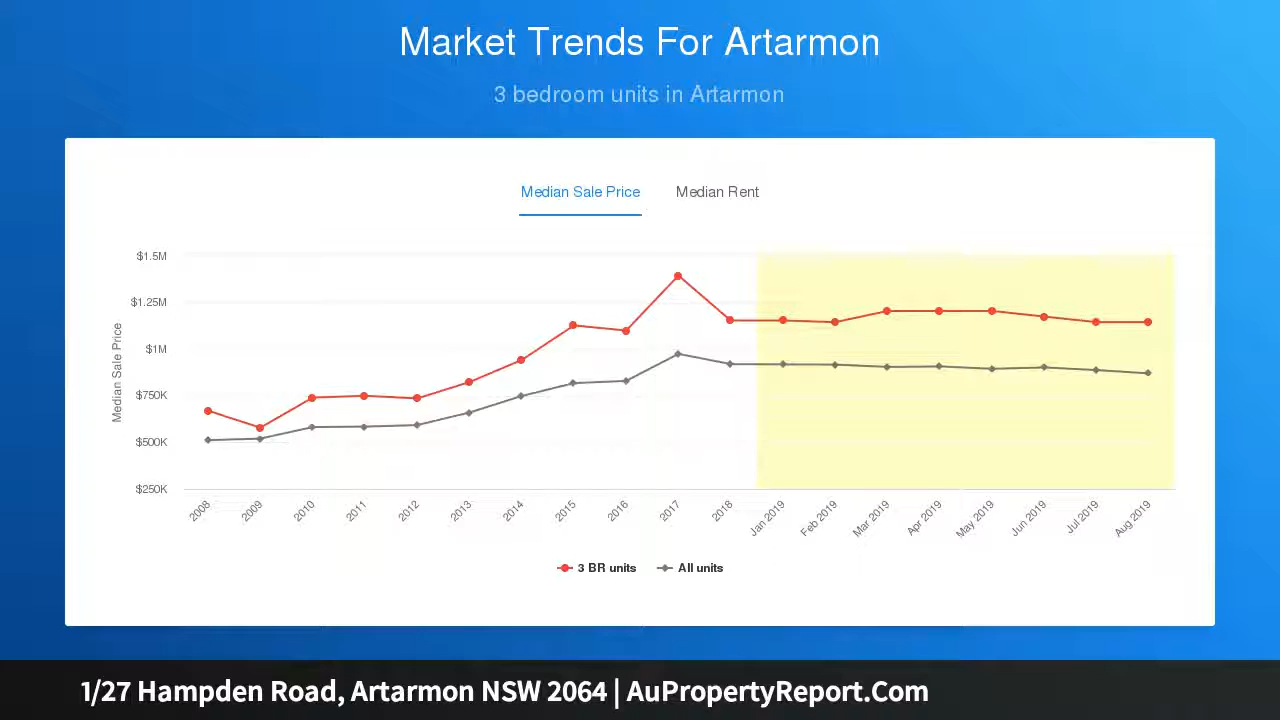 Market Trends For Artarmon
3 bedroom units in Artarmon
Median Sale Price Median Rent
$1.5M
$1.25M
$1M
$750K
$500K
$250K
Median Sale Price
2008 2009 2010 2011 2012 2013 2014 2015 2016 2017 2018 Jan 2019 Feb 2019 Mar 2019 Apr 2019 May 2019 Jun 2019 Jul 2019 Aug 2019
3 BR units All units
1/27 Hampden Road, Artarmon NSW 2064 | AuPropertyReport.Com